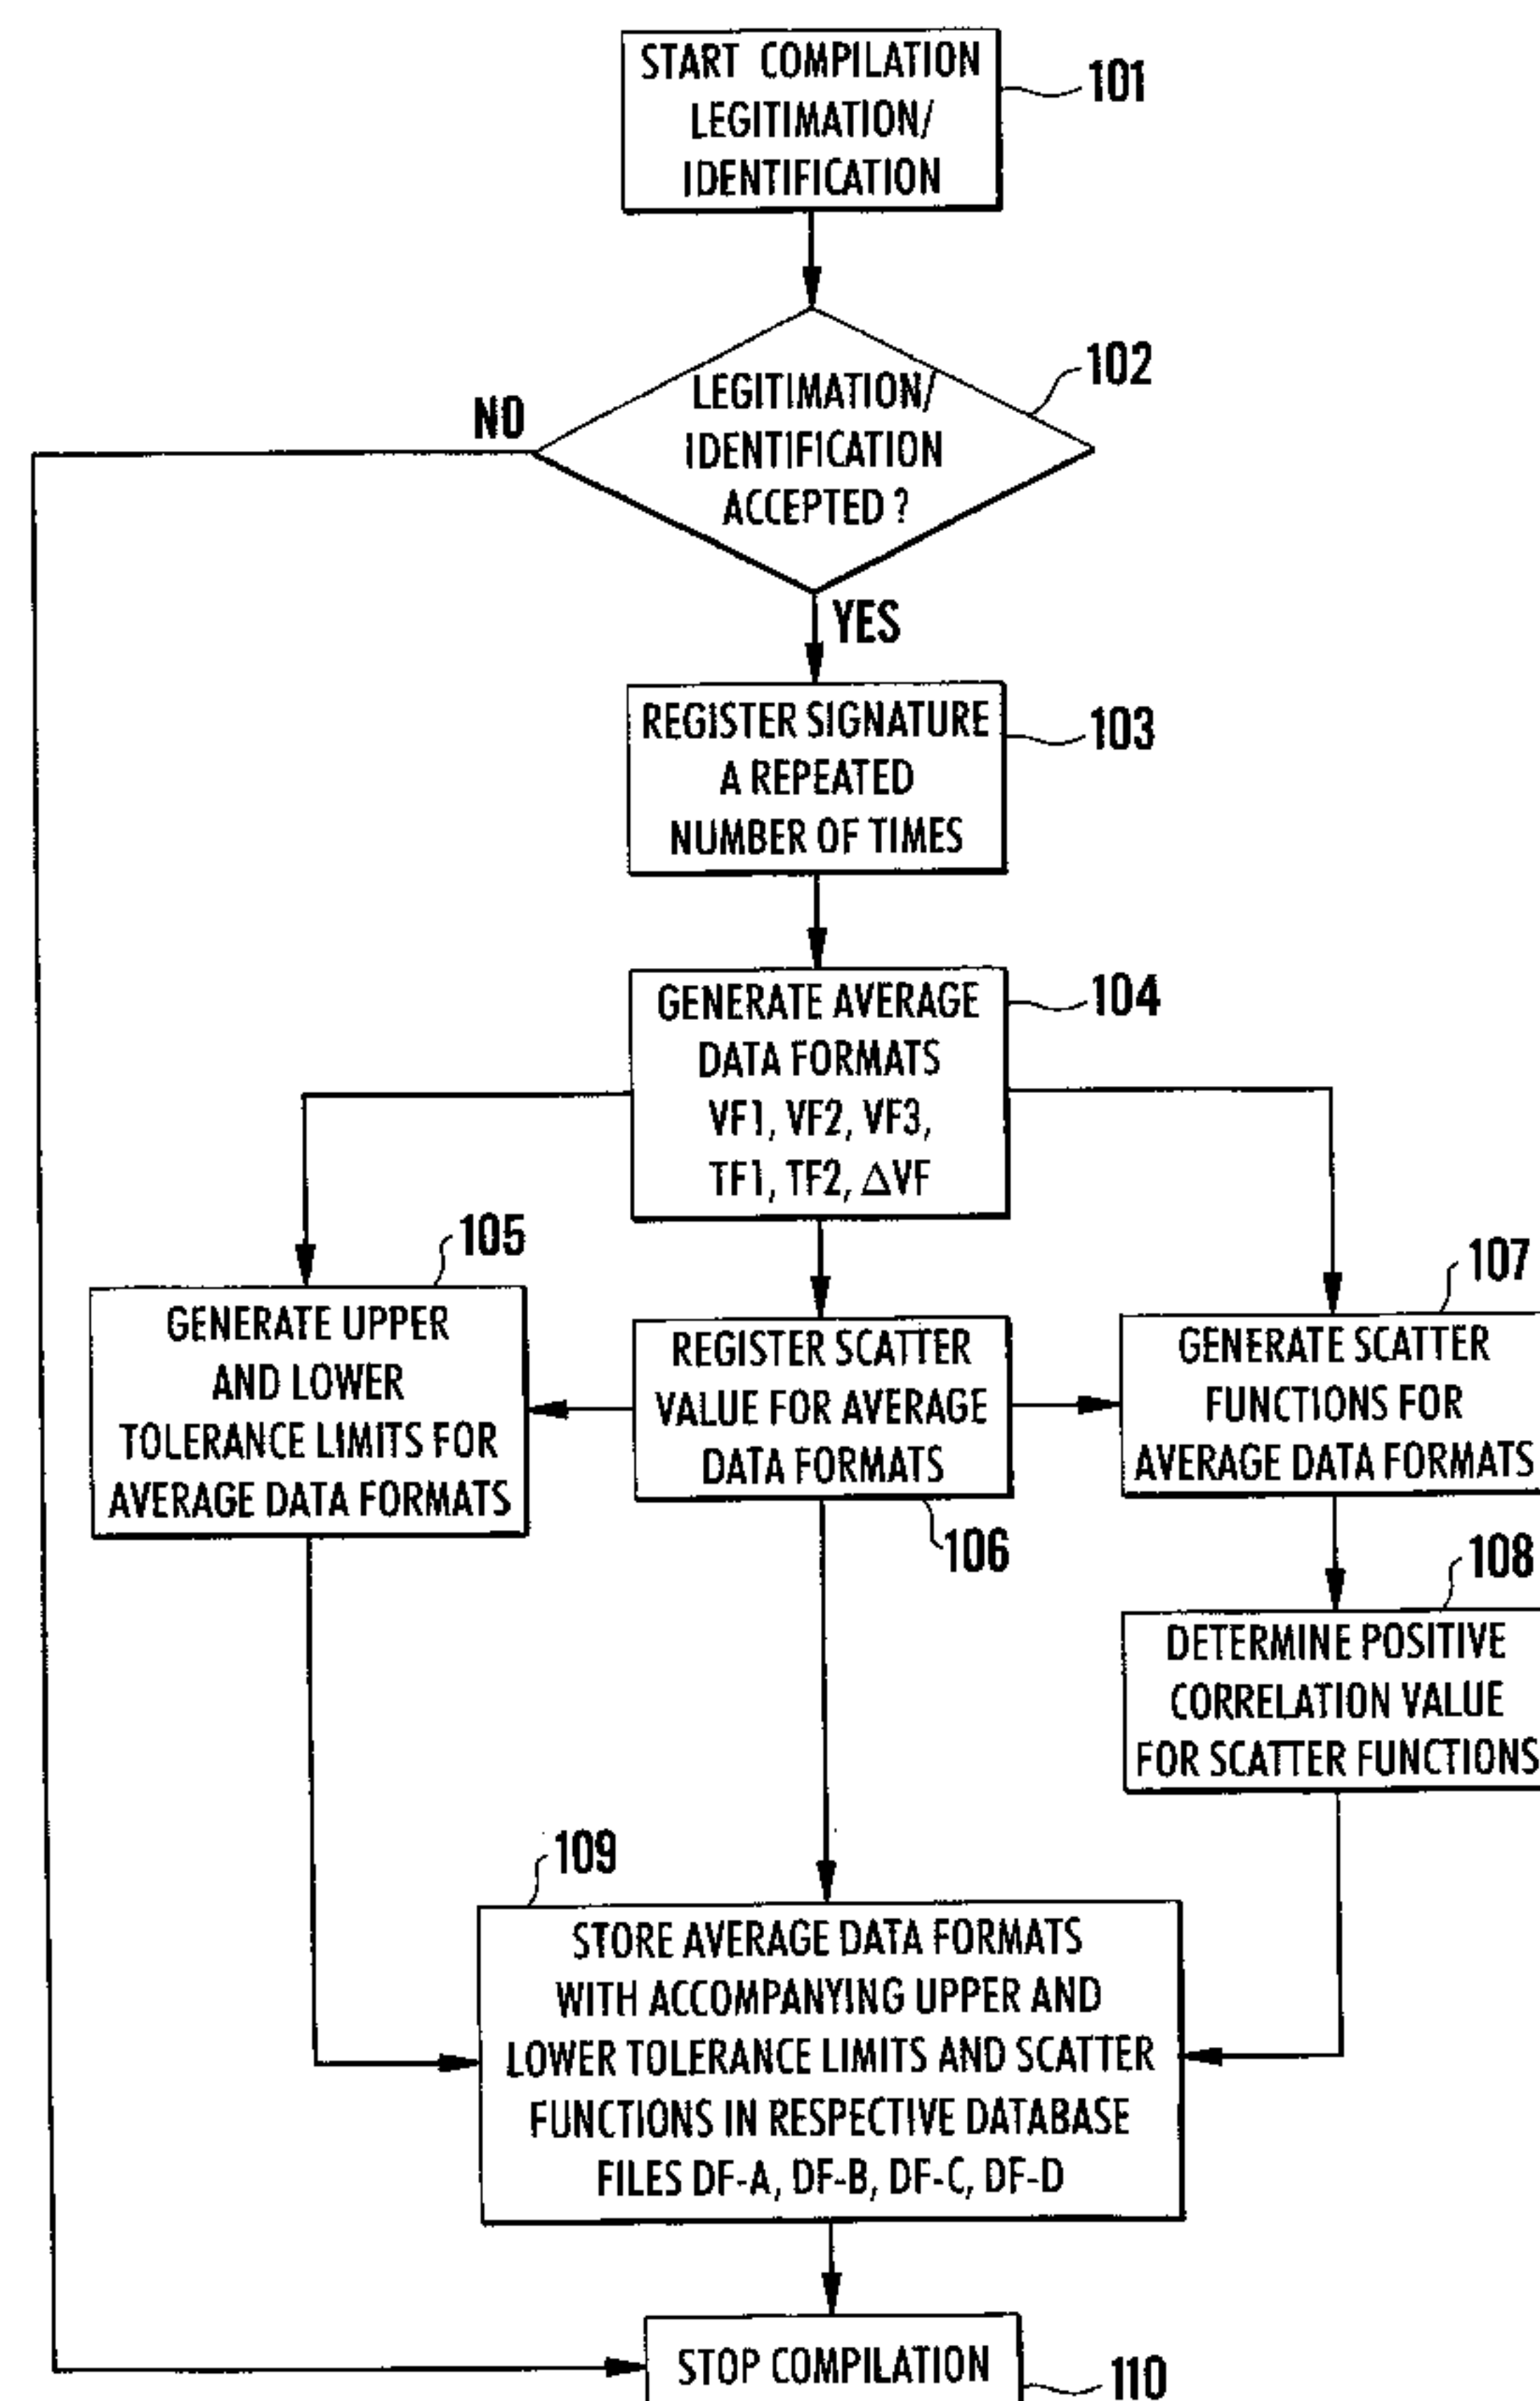 START COMPILATION
LEGITIMATION/
IDENTIFICATION
101
LEGITIMATION/
IDENTIFICATION
ACCEPTED ?
102
NO
YES
REGISTER SIGNATURE
A REPEATED
NUMBER OF TIMES
103
GENERATE AVERAGE
DATA FORMATS
VF1, VF2, VF3,
TF1, TF2, ΔVF
104
105
GENERATE UPPER
AND LOWER
TOLERANCE LIMITS FOR
AVERAGE DATA FORMATS
REGISTER SCATTER
VALUE FOR AVERAGE
DATA FORMATS
106
107
GENERATE SCATTER
FUNCTIONS FOR
AVERAGE DATA FORMATS
108
DETERMINE POSITIVE
CORRELATION VALUE
FOR SCATTER FUNCTIONS
109
STORE AVERAGE DATA FORMATS
WITH ACCOMPANYING UPPER AND
LOWER TOLERANCE LIMITS AND SCATTER
FUNCTIONS IN RESPECTIVE DATABASE
FILES DF-A, DF-B, DF-C, DF-D
STOP COMPILATION
110